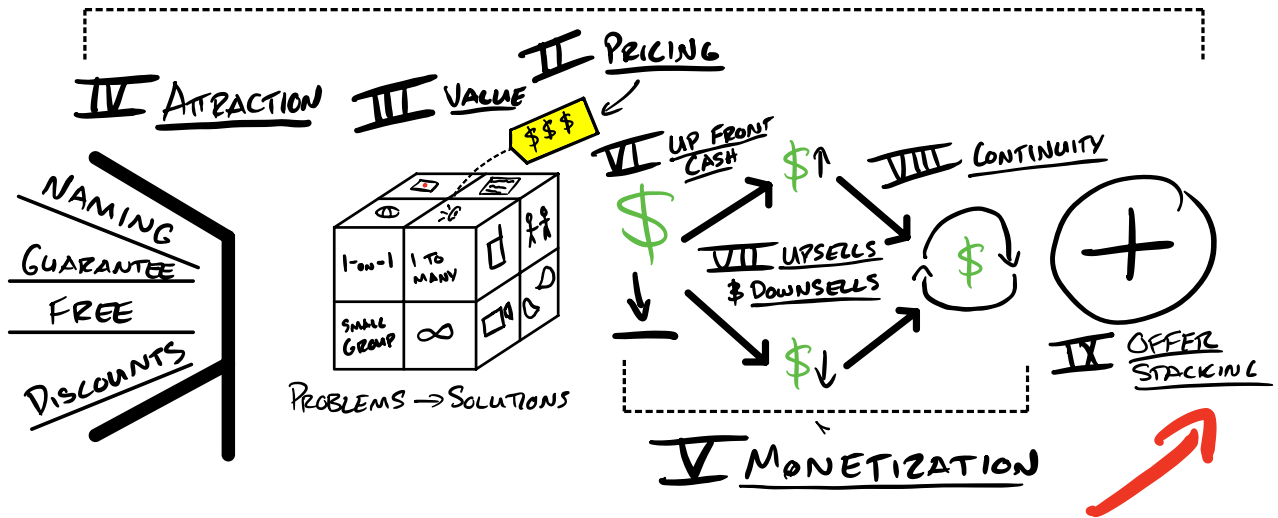 IV ATTRACTION
III VALUE
II PRICING
$$$
NAMING
GUARANTEE
FREE
DISCOUNTS
1-ON-1
1 TO
MANY
SMALL
GROUP
∞
PROBLEMS → SOLUTIONS
VI UP FRONT
CASH
$
$↑
VII UPSELLS
& DOWNSELLS
$↓
VIII CONTINUITY
$
+
IX OFFER
STACKING
V MONETIZATION